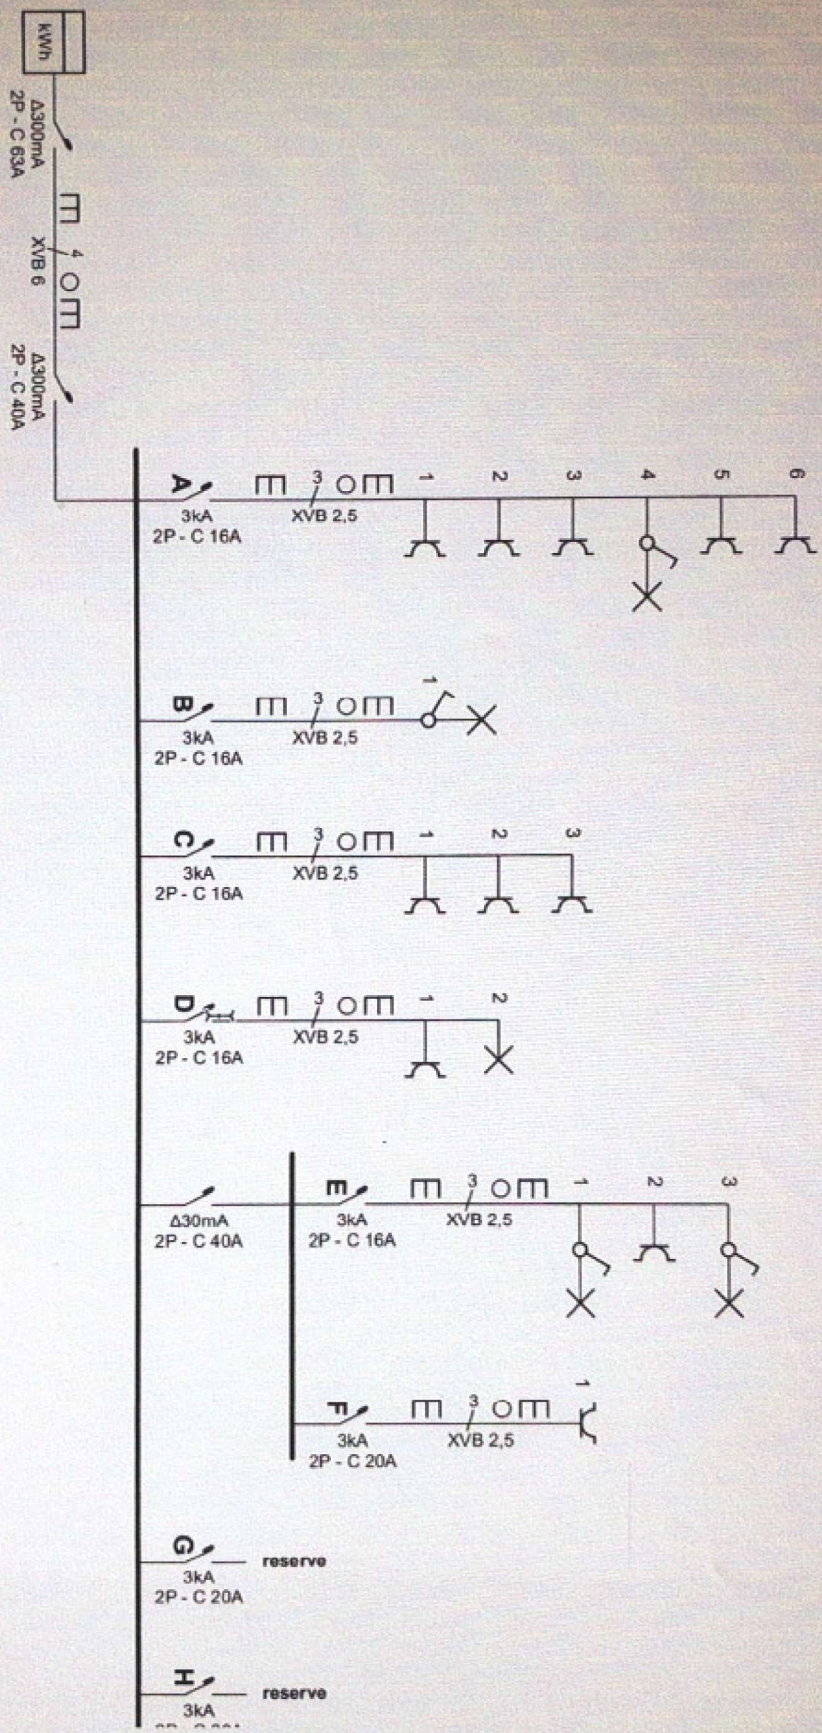 kWh
Δ300mA
2P - C 63A
4
XVB 6
Δ300mA
2P - C 40A
A
3kA
2P - C 16A
3
XVB 2,5
1
2
3
4
5
6
B
3kA
2P - C 16A
3
XVB 2,5
1
C
3kA
2P - C 16A
3
XVB 2,5
1
2
3
D
3kA
2P - C 16A
3
XVB 2,5
1
2
Δ30mA
2P - C 40A
E
3kA
2P - C 16A
3
XVB 2,5
1
2
3
F
3kA
2P - C 20A
3
XVB 2,5
1
G
3kA
2P - C 20A
reserve
H
3kA
reserve